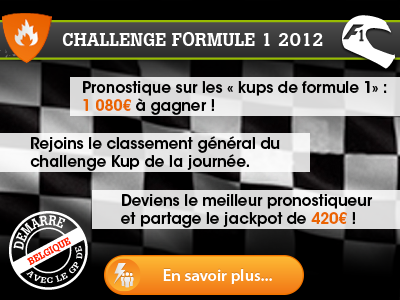 CHALLENGE FORMULE 1 2012
F1
Pronostique sur les « kups de formule 1» :
1 080€ à gagner !
Rejoins le classement général du
challenge Kup de la journée.
Deviens le meilleur pronostiqueur
et partage le jackpot de 420€ !
DEMARRE
BELGIQUE
AVEC LE GP DE
En savoir plus...